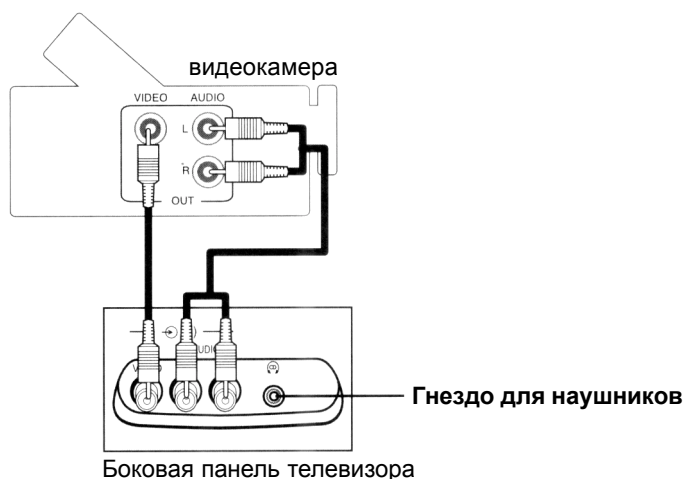 видеокамера
VIDEO AUDIO
L
R
OUT
Гнездо для наушников
Боковая панель телевизора